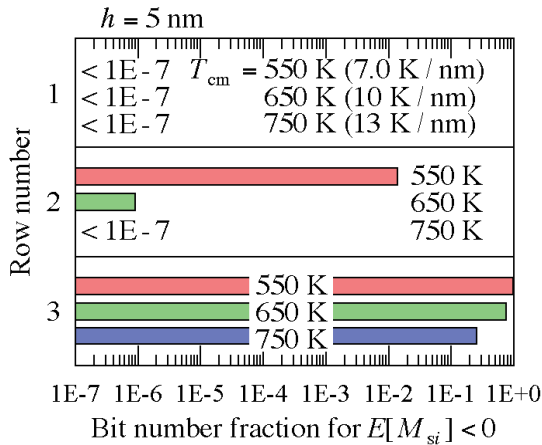 h = 5 nm
< 1E-7 T_cm = 550 K (7.0 K / nm)
< 1E-7 650 K (10 K / nm)
< 1E-7 750 K (13 K / nm)
1
550 K
650 K
< 1E-7 750 K
2
550 K
650 K
750 K
3
Row number
1E-7 1E-6 1E-5 1E-4 1E-3 1E-2 1E-1 1E+0
Bit number fraction for E[M_si] < 0